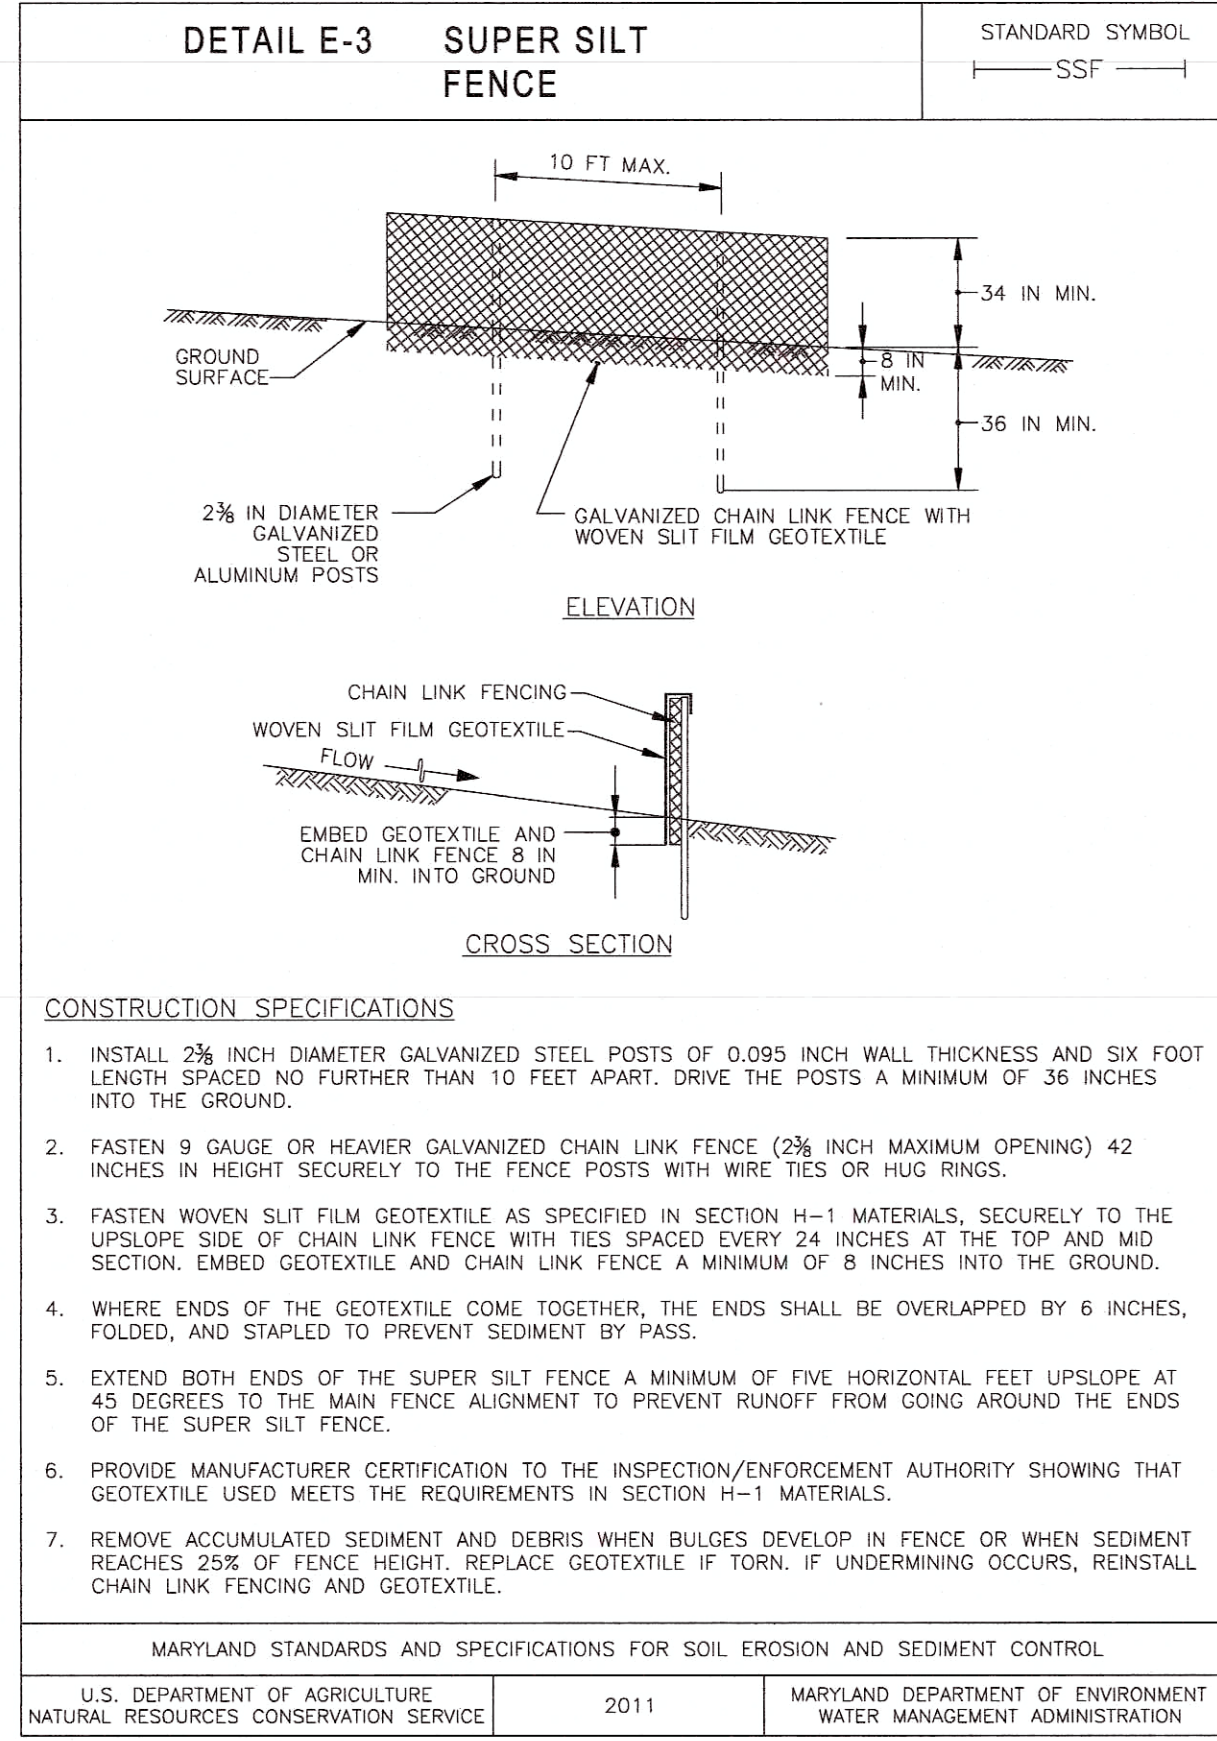 DETAIL E-3 SUPER SILT
FENCE
STANDARD SYMBOL
SSF
10 FT MAX.
34 IN MIN.
GROUND
SURFACE
8 IN
MIN.
36 IN MIN.
2⅜ IN DIAMETER
GALVANIZED
STEEL OR
ALUMINUM POSTS
GALVANIZED CHAIN LINK FENCE WITH
WOVEN SLIT FILM GEOTEXTILE
ELEVATION
CHAIN LINK FENCING
WOVEN SLIT FILM GEOTEXTILE
FLOW
EMBED GEOTEXTILE AND
CHAIN LINK FENCE 8 IN
MIN. INTO GROUND
CROSS SECTION
CONSTRUCTION SPECIFICATIONS
1. INSTALL 2⅜ INCH DIAMETER GALVANIZED STEEL POSTS OF 0.095 INCH WALL THICKNESS AND SIX FOOT
LENGTH SPACED NO FURTHER THAN 10 FEET APART. DRIVE THE POSTS A MINIMUM OF 36 INCHES
INTO THE GROUND.
2. FASTEN 9 GAUGE OR HEAVIER GALVANIZED CHAIN LINK FENCE (2⅜ INCH MAXIMUM OPENING) 42
INCHES IN HEIGHT SECURELY TO THE FENCE POSTS WITH WIRE TIES OR HUG RINGS.
3. FASTEN WOVEN SLIT FILM GEOTEXTILE AS SPECIFIED IN SECTION H-1 MATERIALS, SECURELY TO THE
UPSLOPE SIDE OF CHAIN LINK FENCE WITH TIES SPACED EVERY 24 INCHES AT THE TOP AND MID
SECTION. EMBED GEOTEXTILE AND CHAIN LINK FENCE A MINIMUM OF 8 INCHES INTO THE GROUND.
4. WHERE ENDS OF THE GEOTEXTILE COME TOGETHER, THE ENDS SHALL BE OVERLAPPED BY 6 INCHES,
FOLDED, AND STAPLED TO PREVENT SEDIMENT BY PASS.
5. EXTEND BOTH ENDS OF THE SUPER SILT FENCE A MINIMUM OF FIVE HORIZONTAL FEET UPSLOPE AT
45 DEGREES TO THE MAIN FENCE ALIGNMENT TO PREVENT RUNOFF FROM GOING AROUND THE ENDS
OF THE SUPER SILT FENCE.
6. PROVIDE MANUFACTURER CERTIFICATION TO THE INSPECTION/ENFORCEMENT AUTHORITY SHOWING THAT
GEOTEXTILE USED MEETS THE REQUIREMENTS IN SECTION H-1 MATERIALS.
7. REMOVE ACCUMULATED SEDIMENT AND DEBRIS WHEN BULGES DEVELOP IN FENCE OR WHEN SEDIMENT
REACHES 25% OF FENCE HEIGHT. REPLACE GEOTEXTILE IF TORN. IF UNDERMINING OCCURS, REINSTALL
CHAIN LINK FENCING AND GEOTEXTILE.
MARYLAND STANDARDS AND SPECIFICATIONS FOR SOIL EROSION AND SEDIMENT CONTROL
U.S. DEPARTMENT OF AGRICULTURE
NATURAL RESOURCES CONSERVATION SERVICE
2011
MARYLAND DEPARTMENT OF ENVIRONMENT
WATER MANAGEMENT ADMINISTRATION